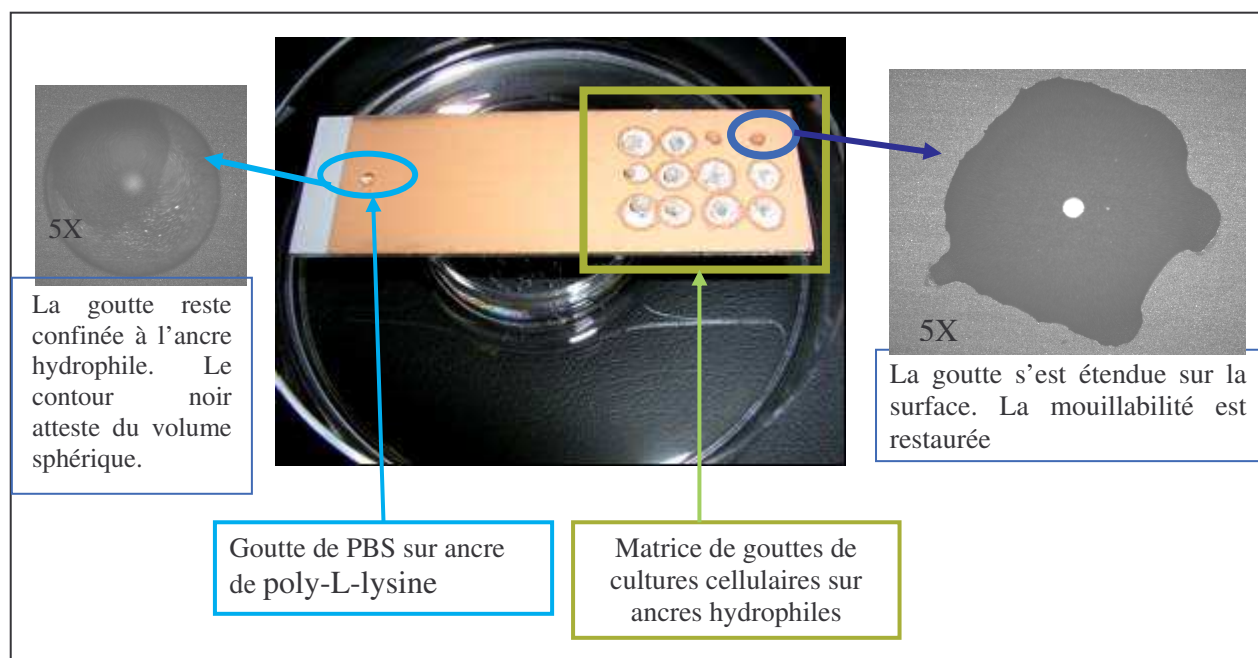 5X
La goutte reste
confinée à l'ancre
hydrophile. Le
contour noir
atteste du volume
sphérique.
5X
La goutte s'est étendue sur la
surface. La mouillabilité est
restaurée
Goutte de PBS sur ancre
de poly-L-lysine
Matrice de gouttes de
cultures cellulaires sur
ancres hydrophiles